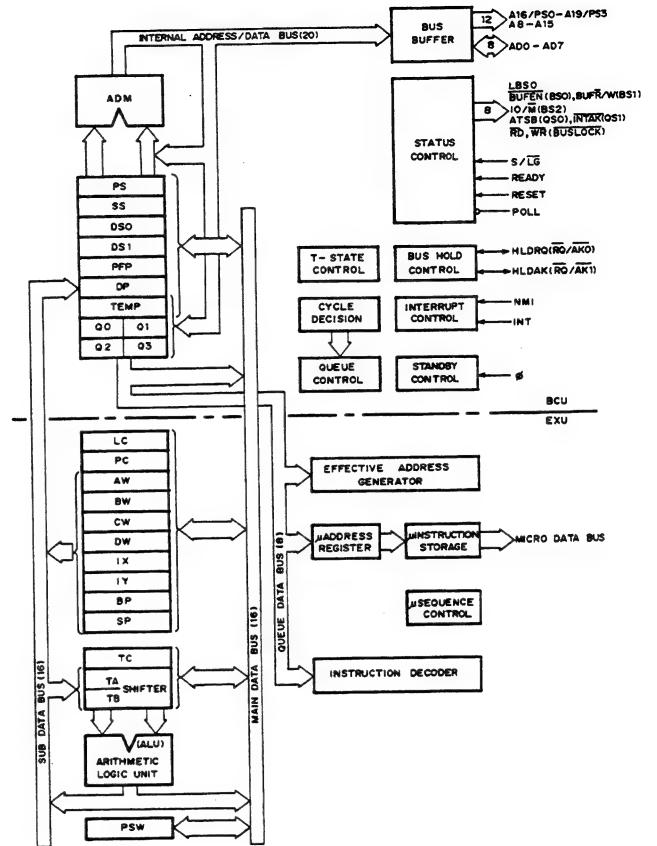 INTERNAL ADDRESS/DATA BUS(20)
BUS
BUFFER
12
A16/PS0-A19/PS3
A8-A15
8
AD0-AD7
ADM
STATUS
CONTROL
8
LBSO
BUFEN(BSO),BUFR/W(BS1)
IO/M(BS2)
ATSB(QSO),INTAK(QS1)
RD,WR(BUSLOCK)
S/LG
READY
RESET
POLL
PS
SS
DSO
DS1
PFP
DP
TEMP
Q0 Q1
Q2 Q3
T-STATE
CONTROL
BUS HOLD
CONTROL
HLDRQ(RQ/AKO)
HLDAK(RQ/AK1)
CYCLE
DECISION
INTERRUPT
CONTROL
NMI
INT
QUEUE
CONTROL
STANDBY
CONTROL
ø
BCU
EXU
LC
PC
AW
BW
CW
DW
IX
IY
BP
SP
EFFECTIVE ADDRESS
GENERATOR
μADDRESS
REGISTER
μINSTRUCTION
STORAGE
MICRO DATA BUS
μSEQUENCE
CONTROL
INSTRUCTION DECODER
SUB DATA BUS (16)
MAIN DATA BUS (16)
QUEUE DATA BUS (8)
TC
TA
TB
SHIFTER
(ALU)
ARITHMETIC
LOGIC UNIT
PSW